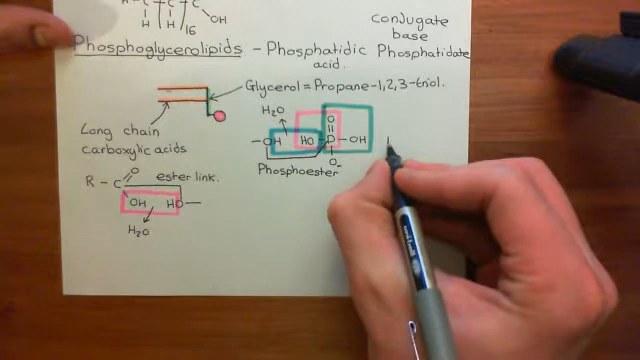 H H 16 OH
conjugate
base
Phosphoglycerolipids - Phosphatidic Phosphatidate
acid.
Glycerol = Propane-1,2,3-triol.
Long chain
carboxylic acids
H₂O
O
-OH HO-P-OH
O⁻
Phosphoester
R-C O ester link.
OH HO-
H₂O